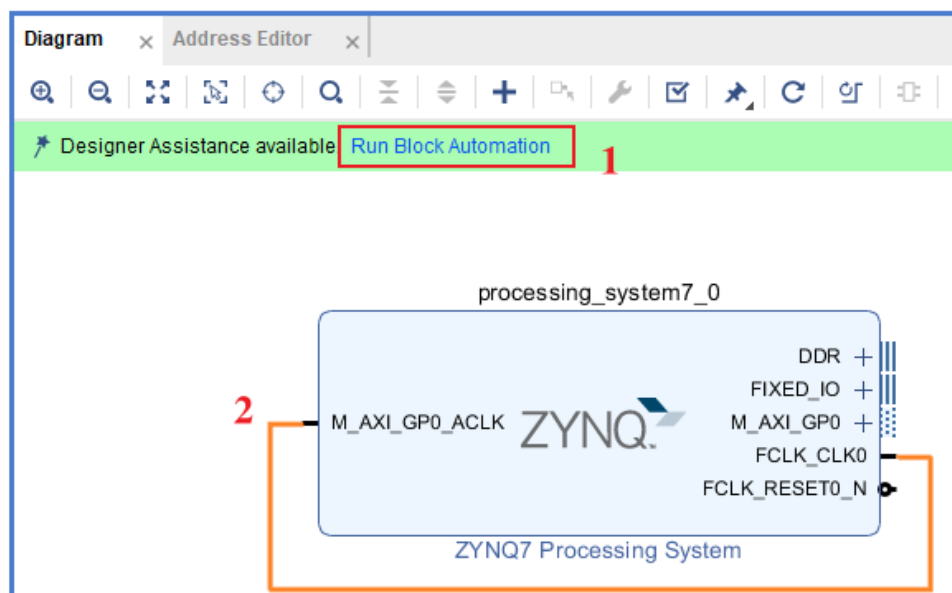 Diagram
Address Editor
Designer Assistance available
Run Block Automation
1
processing_system7_0
DDR
FIXED_IO
2
M_AXI_GP0_ACLK
ZYNQ
M_AXI_GP0
FCLK_CLK0
FCLK_RESET0_N
ZYNQ7 Processing System